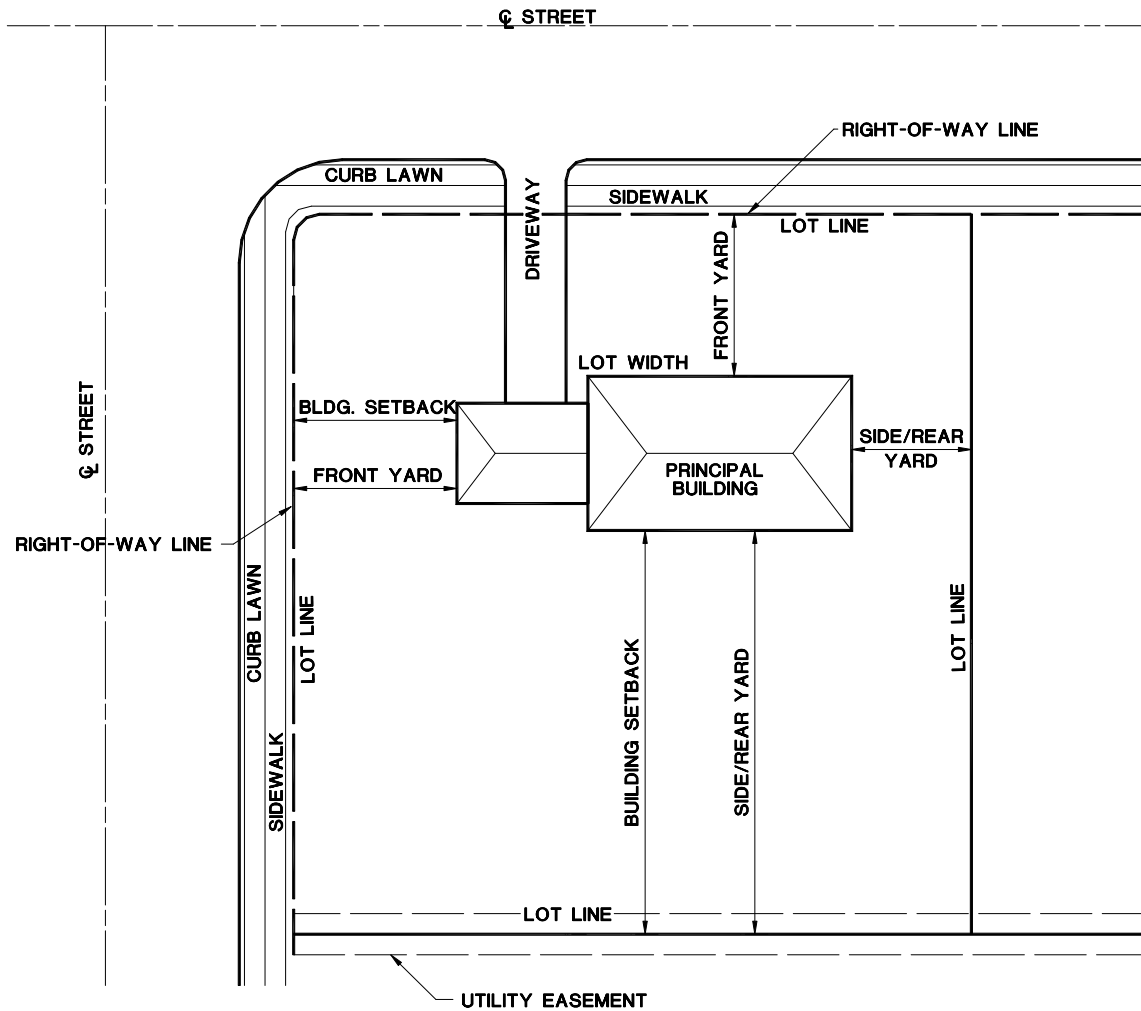 ℄ STREET
RIGHT-OF-WAY LINE
CURB LAWN
SIDEWALK
LOT LINE
DRIVEWAY
FRONT YARD
LOT WIDTH
BLDG. SETBACK
℄ STREET
SIDE/REAR
YARD
FRONT YARD
PRINCIPAL
BUILDING
RIGHT-OF-WAY LINE
CURB LAWN
LOT LINE
LOT LINE
BUILDING SETBACK
SIDE/REAR YARD
SIDEWALK
LOT LINE
UTILITY EASEMENT